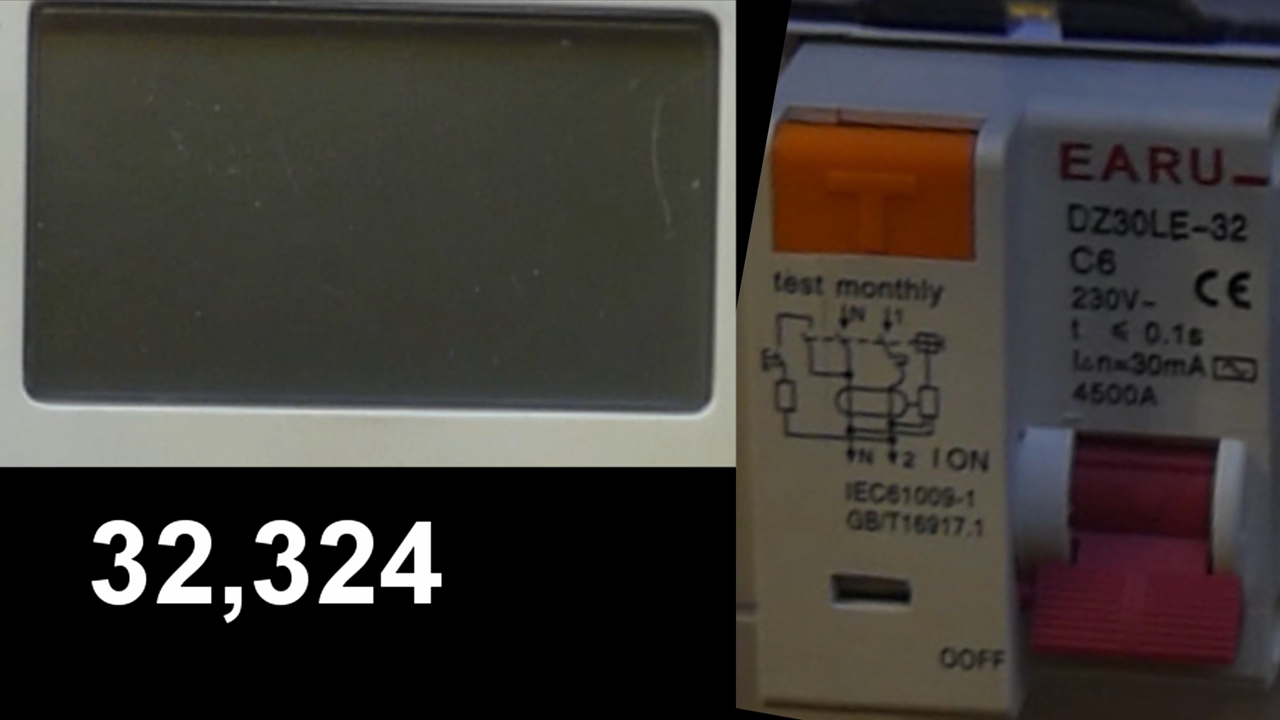 32,324
T
EARU
DZ30LE-32
C6
CE
230V~
t ≤ 0.1s
I△n=30mA
4500A
test monthly
N 1
N 2
I ON
IEC61009-1
GB/T16917.1
OOFF